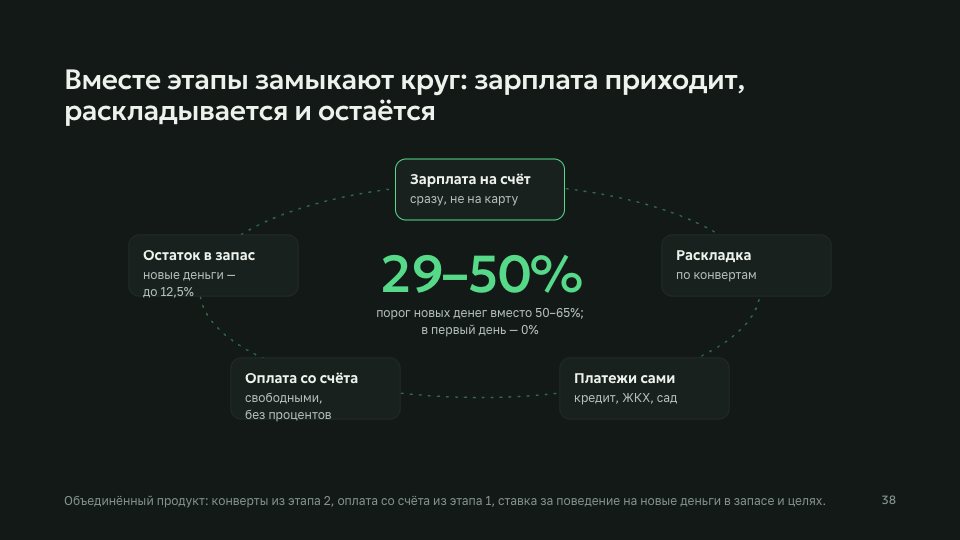 Вместе этапы замыкают круг: зарплата приходит,
раскладывается и остаётся
Зарплата на счёт
сразу, не на карту
Остаток в запас
новые деньги —
до 12,5%
Раскладка
по конвертам
29–50%
порог новых денег вместо 50–65%;
в первый день — 0%
Оплата со счёта
свободными,
без процентов
Платежи сами
кредит, ЖКХ, сад
Объединённый продукт: конверты из этапа 2, оплата со счёта из этапа 1, ставка за поведение на новые деньги в запасе и целях.
38